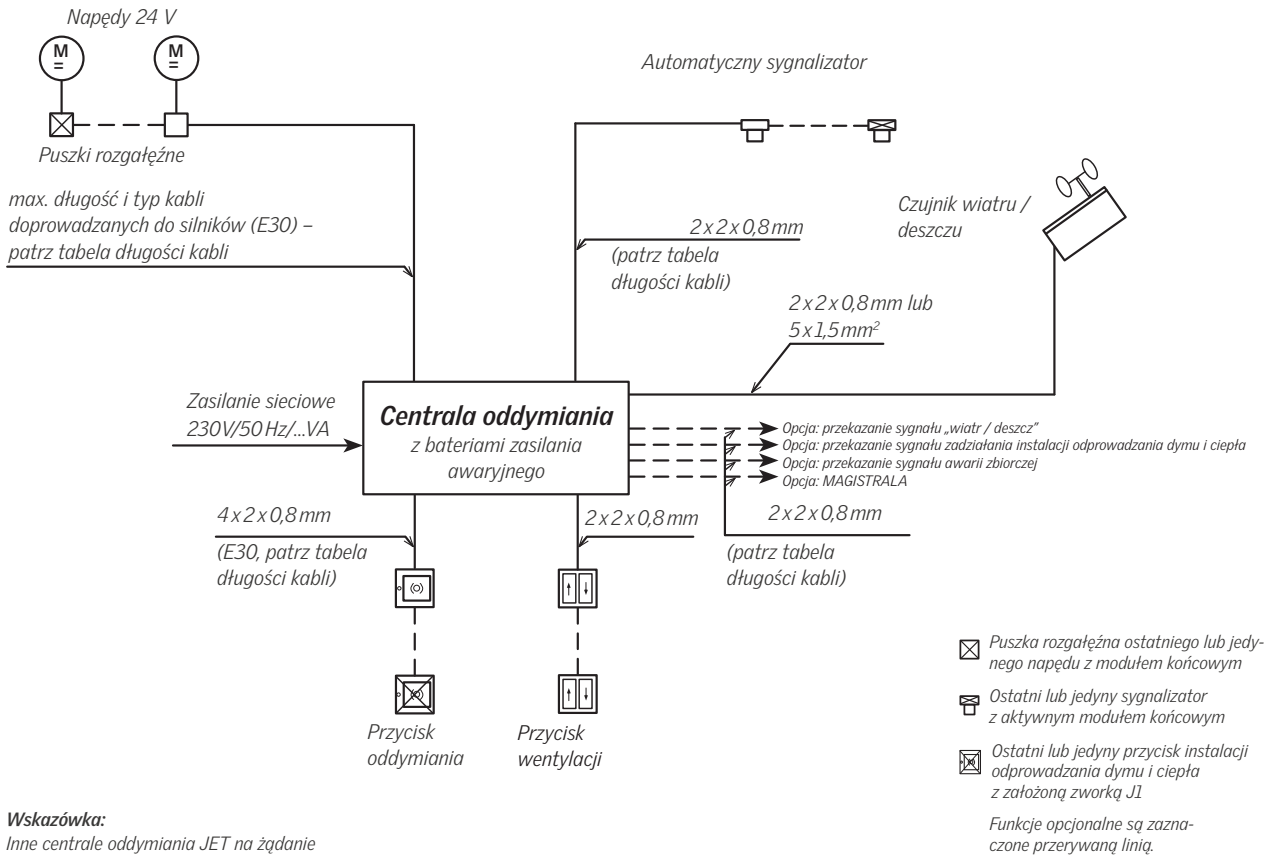 Napędy 24 V
M
=
M
=
Puszki rozgałęźne
max. długość i typ kabli
doprowadzanych do silników (E30) –
patrz tabela długości kabli
Automatyczny sygnalizator
2 x 2 x 0,8 mm
(patrz tabela
długości kabli)
Czujnik wiatru /
deszczu
2 x 2 x 0,8 mm lub
5 x 1,5 mm²
Zasilanie sieciowe
230V/50 Hz/...VA
Centrala oddymiania
z bateriami zasilania
awaryjnego
Opcja: przekazanie sygnału „wiatr / deszcz”
Opcja: przekazanie sygnału zadziałania instalacji odprowadzania dymu i ciepła
Opcja: przekazanie sygnału awarii zbiorczej
Opcja: MAGISTRALA
4 x 2 x 0,8 mm
(E30, patrz tabela
długości kabli)
2 x 2 x 0,8 mm
2 x 2 x 0,8 mm
(patrz tabela
długości kabli)
Przycisk
oddymiania
Przycisk
wentylacji
Puszka rozgałęźna ostatniego lub jedy-
nego napędu z modułem końcowym
Ostatni lub jedyny sygnalizator
z aktywnym modułem końcowym
Ostatni lub jedyny przycisk instalacji
odprowadzania dymu i ciepła
z założoną zworką J1
Funkcje opcjonalne są zazna-
czone przerywaną linią.
Wskazówka:
Inne centrale oddymiania JET na żądanie